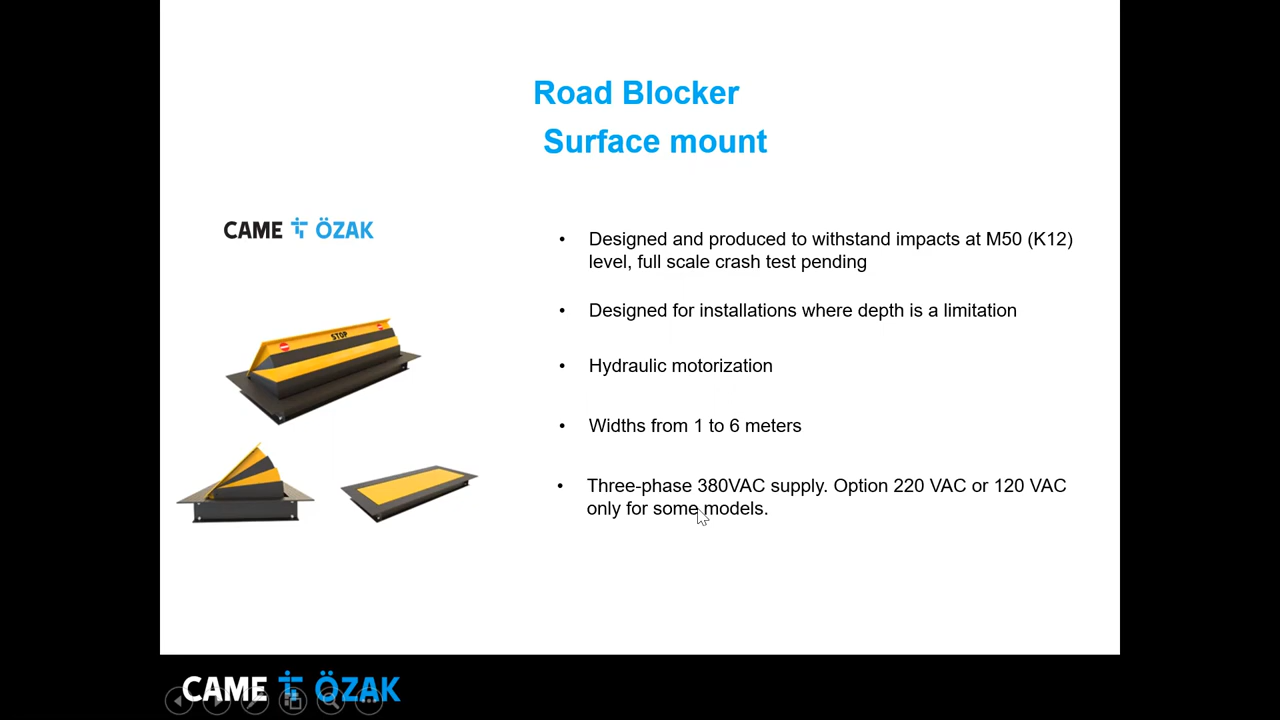 Road Blocker
Surface mount
CAME ÖZAK
• Designed and produced to withstand impacts at M50 (K12)
level, full scale crash test pending
• Designed for installations where depth is a limitation
STOP
• Hydraulic motorization
• Widths from 1 to 6 meters
• Three-phase 380VAC supply. Option 220 VAC or 120 VAC
only for some models.
CAME ÖZAK